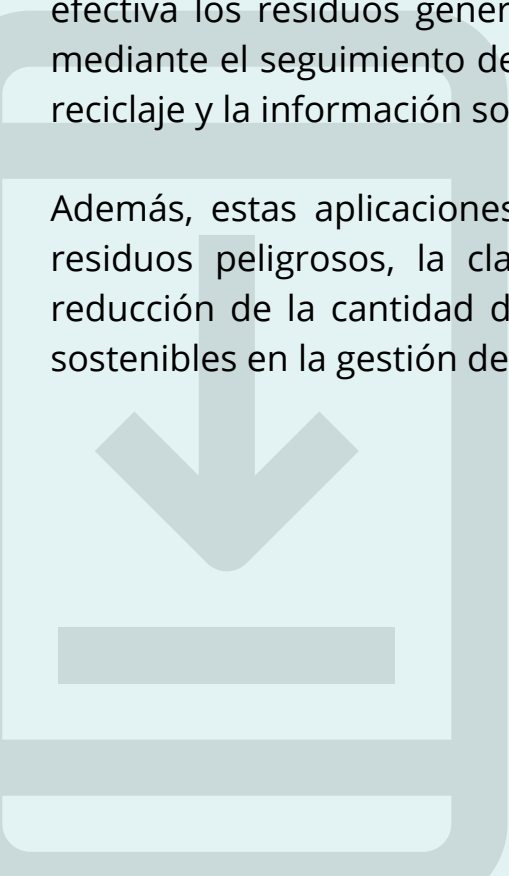 efectiva los residuos gener
mediante el seguimiento de
reciclaje y la información so
Además, estas aplicaciones
residuos peligrosos, la cla
reducción de la cantidad d
sostenibles en la gestión de